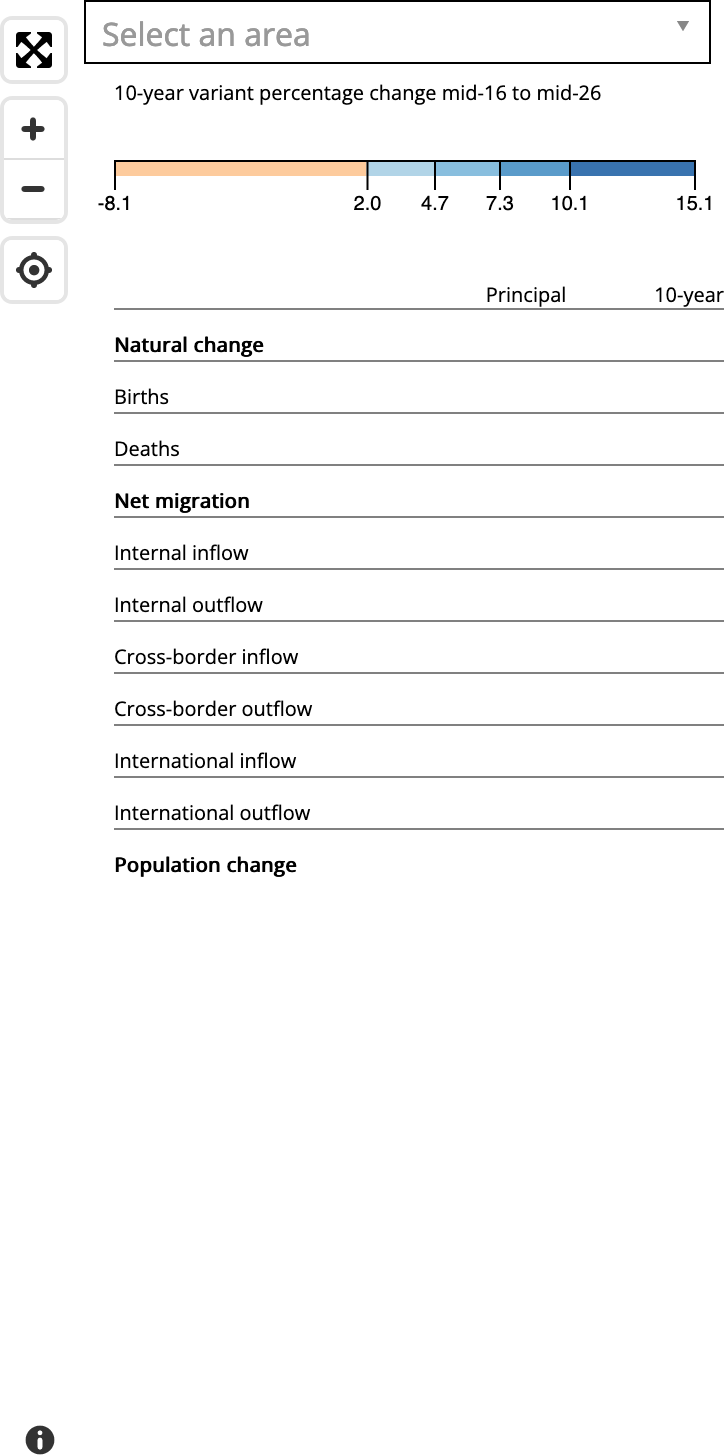 Select an area
10-year variant percentage change mid-16 to mid-26
-8.1 2.0 4.7 7.3 10.1 15.1
Principal 10-year
Natural change
Births
Deaths
Net migration
Internal inflow
Internal outflow
Cross-border inflow
Cross-border outflow
International inflow
International outflow
Population change